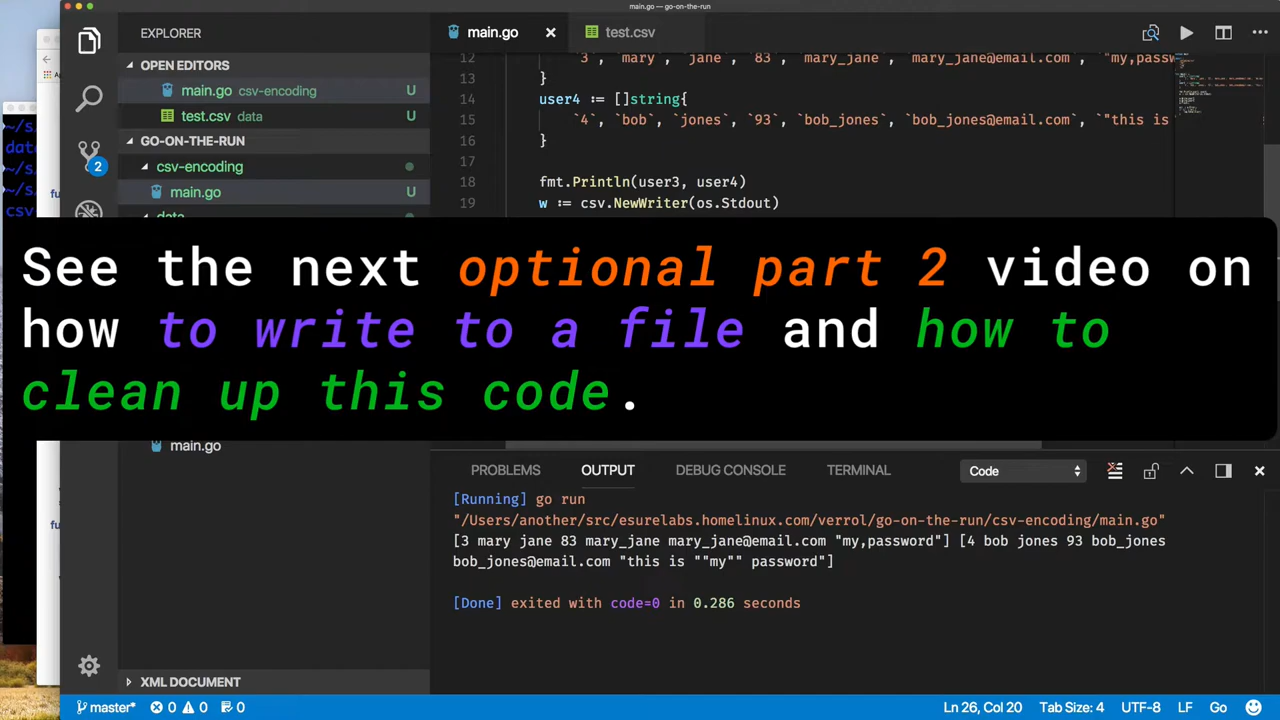 main.go — go-on-the-run
EXPLORER
main.go
test.csv
OPEN EDITORS
main.go csv-encoding U
test.csv data U
GO-ON-THE-RUN
csv-encoding
main.go U
data
2
12 `3`, `mary`, `jane`, `83`, `mary_jane`, `mary_jane@email.com`, `"my,passw
13 }
14 user4 := []string{
15 `4`, `bob`, `jones`, `93`, `bob_jones`, `bob_jones@email.com`, `"this is
16 }
17
18 fmt.Println(user3, user4)
19 w := csv.NewWriter(os.Stdout)
See the next optional part 2 video on
how to write to a file and how to
clean up this code.
main.go
PROBLEMS OUTPUT DEBUG CONSOLE TERMINAL Code
[Running] go run
"/Users/another/src/esurelabs.homelinux.com/verrol/go-on-the-run/csv-encoding/main.go"
[3 mary jane 83 mary_jane mary_jane@email.com "my,password"] [4 bob jones 93 bob_jones
bob_jones@email.com "this is ""my"" password"]
[Done] exited with code=0 in 0.286 seconds
XML DOCUMENT
master* 0 0 0 Ln 26, Col 20 Tab Size: 4 UTF-8 LF Go